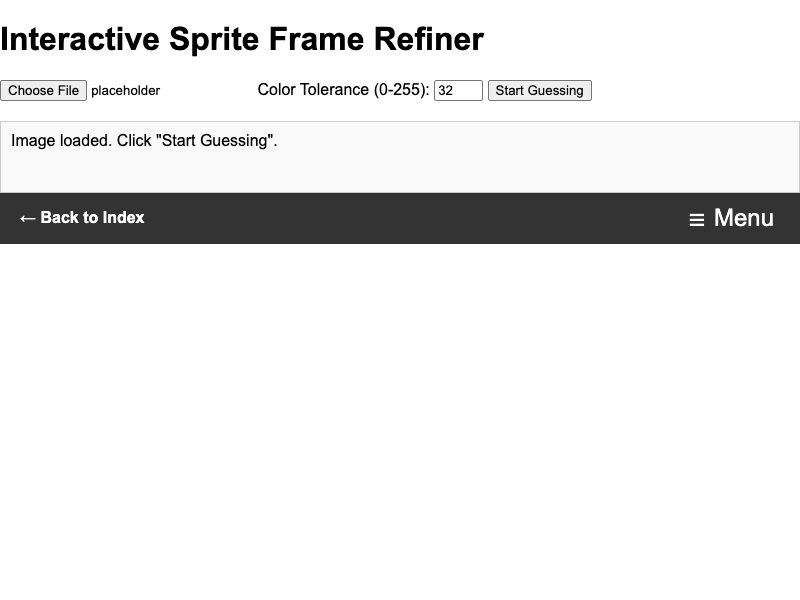 Interactive Sprite Frame Refiner
Choose File placeholder Color Tolerance (0-255): 32 Start Guessing
Image loaded. Click "Start Guessing".
← Back to Index ≡ Menu